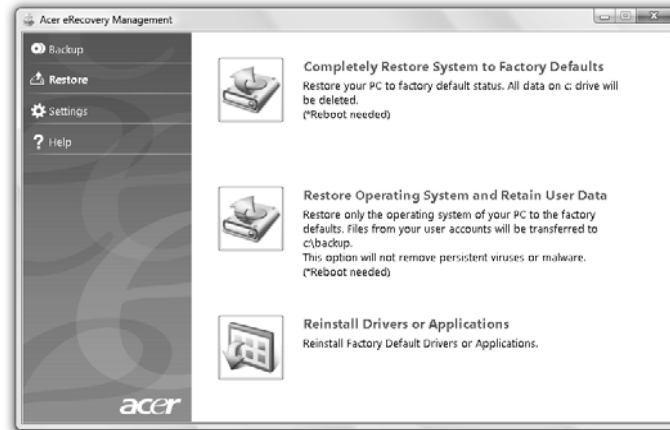 Acer eRecovery Management
Backup
Restore
Settings
? Help
Completely Restore System to Factory Defaults
Restore your PC to factory default status. All data on c: drive will
be deleted.
(*Reboot needed)
Restore Operating System and Retain User Data
Restore only the operating system of your PC to the factory
defaults. Files from your user accounts will be transferred to
c:\backup.
This option will not remove persistent viruses or malware.
(*Reboot needed)
Reinstall Drivers or Applications
Reinstall Factory Default Drivers or Applications.
acer